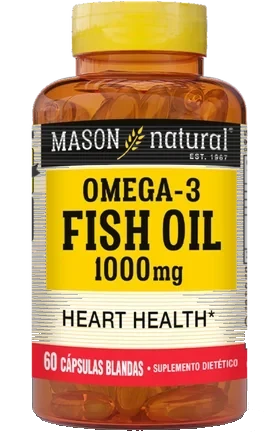 MASON natural®
EST. 1967
OMEGA-3
FISH OIL
1000mg
HEART HEALTH*
60 CÁPSULAS BLANDAS • SUPLEMENTO DIETÉTICO